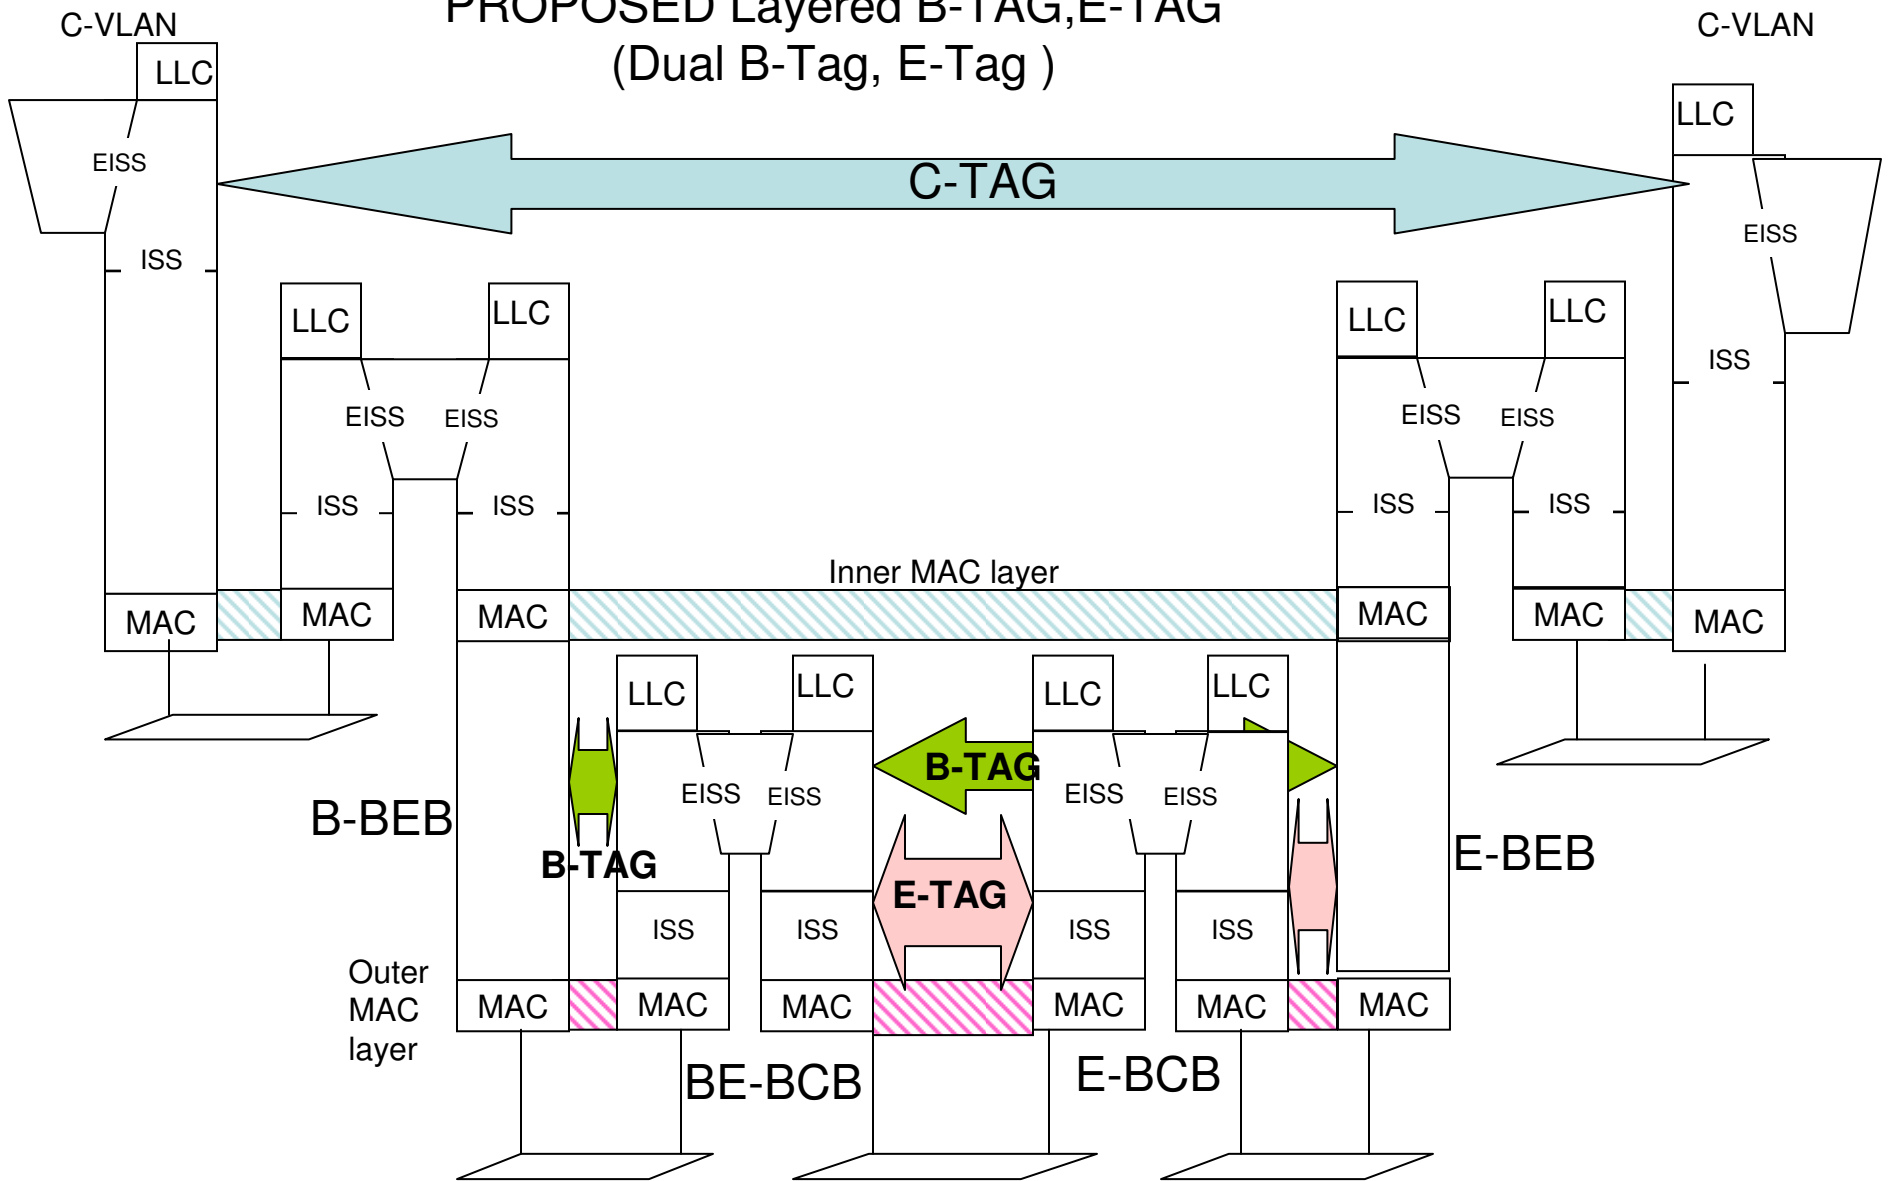 PROPOSED Layered B-TAG,E-TAG
(Dual B-Tag, E-Tag )
C-VLAN
C-VLAN
LLC
LLC
EISS
C-TAG
EISS
ISS
ISS
LLC
LLC
LLC
LLC
EISS
EISS
EISS
EISS
ISS
ISS
ISS
ISS
Inner MAC layer
MAC
MAC
MAC
MAC
MAC
MAC
LLC
LLC
LLC
LLC
B-TAG
EISS
EISS
EISS
EISS
B-BEB
E-BEB
B-TAG
E-TAG
ISS
ISS
ISS
ISS
Outer
MAC
layer
MAC
MAC
MAC
MAC
MAC
MAC
BE-BCB
E-BCB